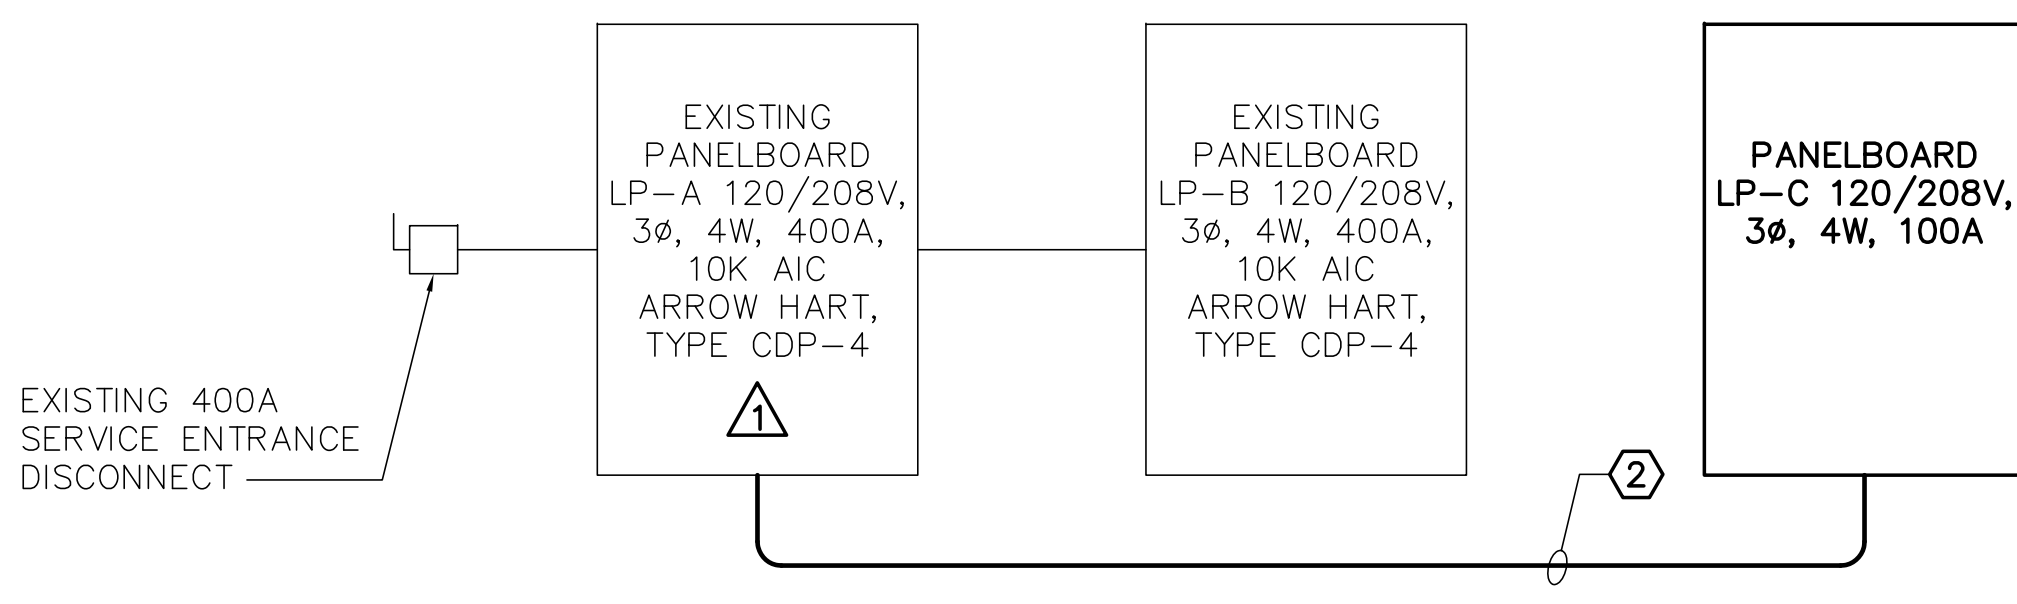 EXISTING
PANELBOARD
LP-A 120/208V,
3ø, 4W, 400A,
10K AIC
ARROW HART,
TYPE CDP-4
1
EXISTING
PANELBOARD
LP-B 120/208V,
3ø, 4W, 400A,
10K AIC
ARROW HART,
TYPE CDP-4
PANELBOARD
LP-C 120/208V,
3ø, 4W, 100A
EXISTING 400A
SERVICE ENTRANCE
DISCONNECT
2